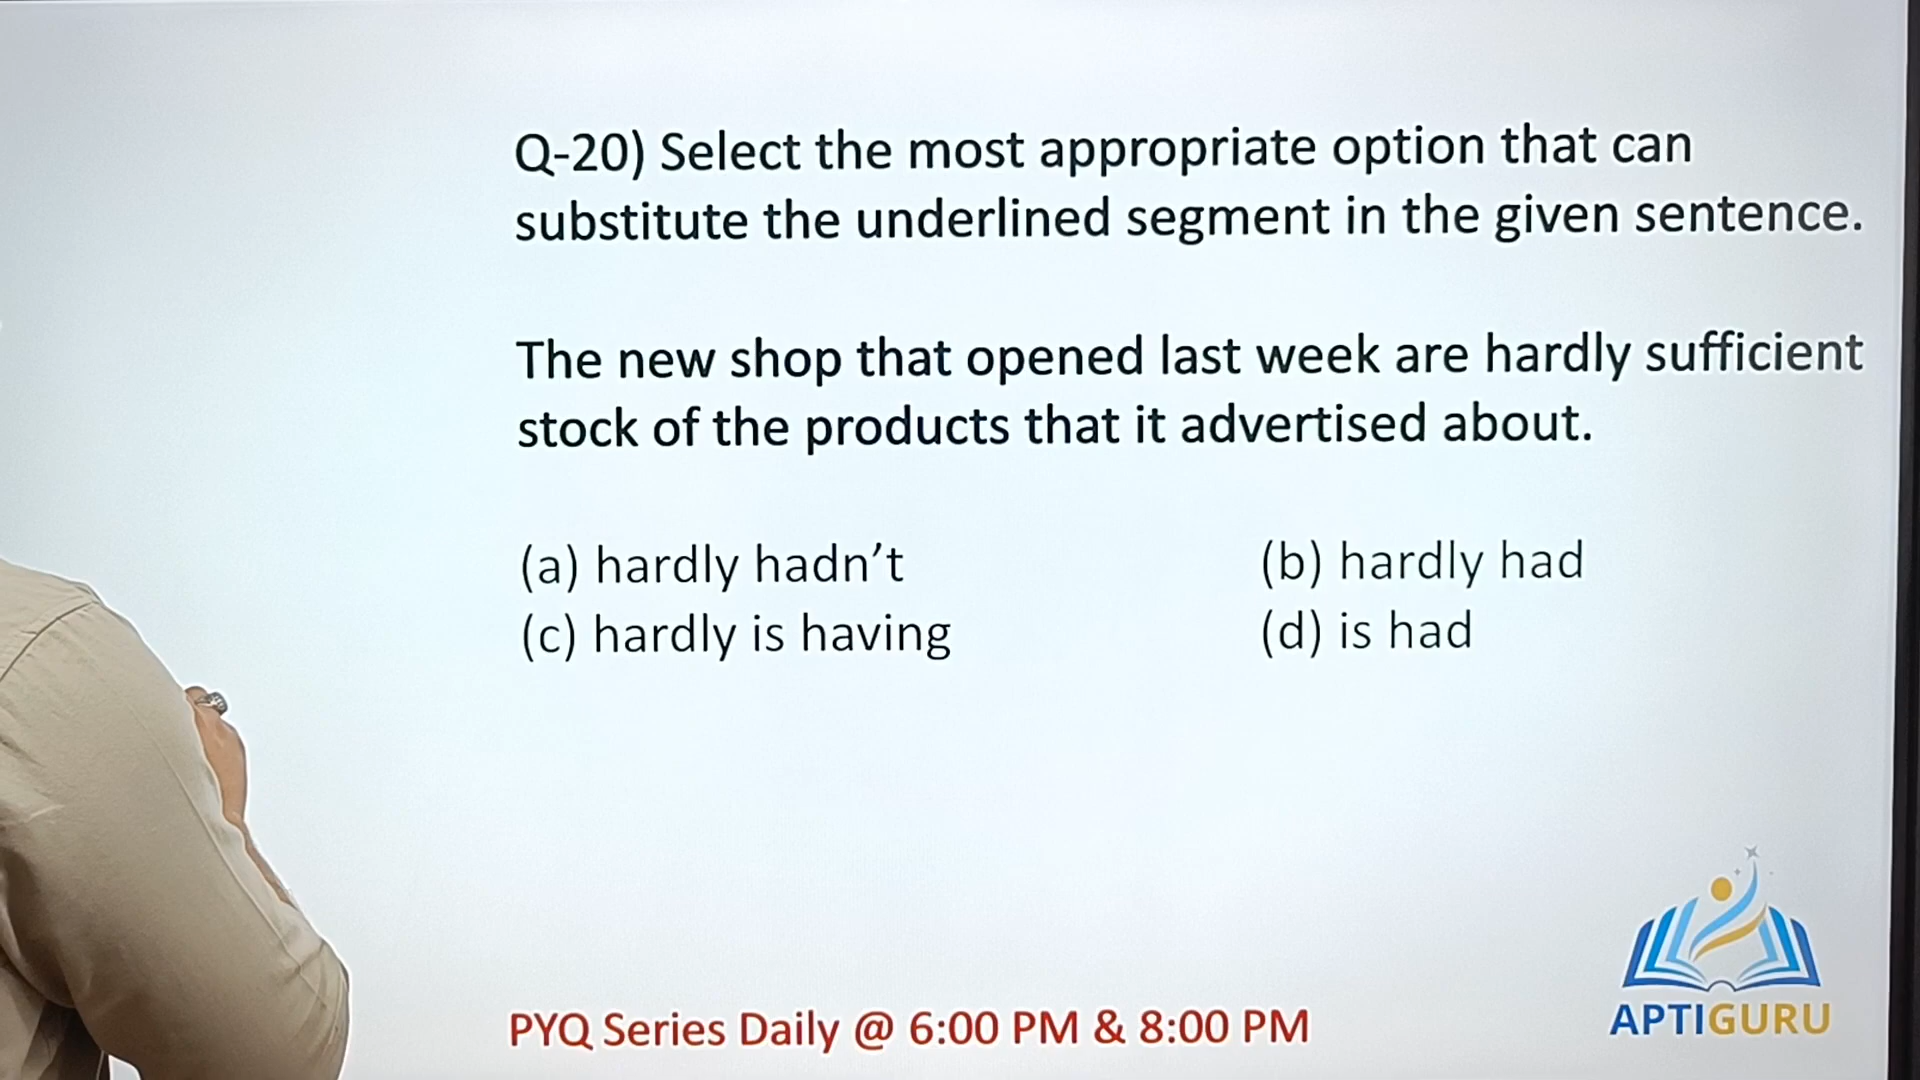 Q-20) Select the most appropriate option that can
substitute the underlined segment in the given sentence.
The new shop that opened last week are hardly sufficient
stock of the products that it advertised about.
(a) hardly hadn’t (b) hardly had
(c) hardly is having (d) is had
PYQ Series Daily @ 6:00 PM & 8:00 PM
APTIGURU